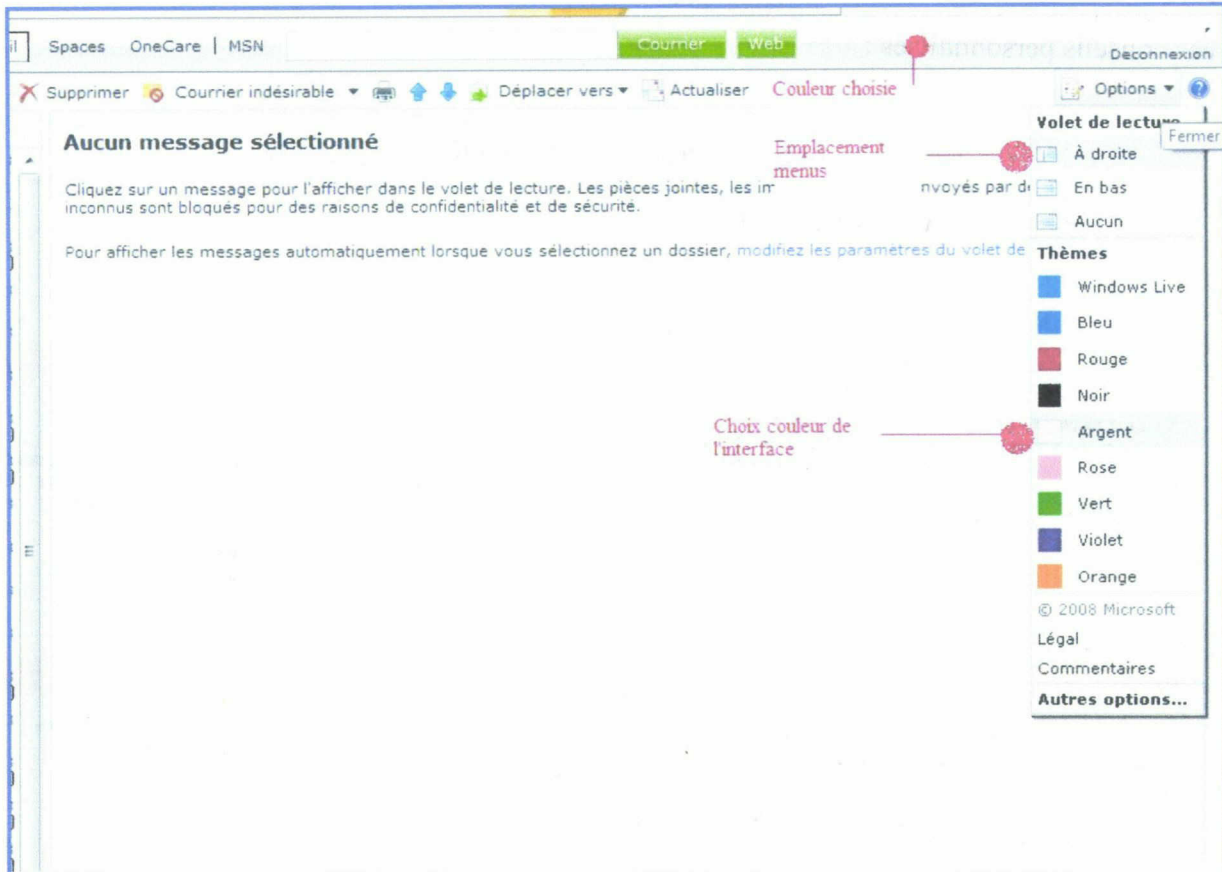 Spaces OneCare | MSN
Courrier Web
Deconnexion
Supprimer Courrier indésirable Déplacer vers Actualiser Couleur choisie Options
Volet de lecture
Fermer
Aucun message sélectionné
Emplacement
menus
À droite
Cliquez sur un message pour l'afficher dans le volet de lecture. Les pièces jointes, les im nvoyés par de
En bas
inconnus sont bloqués pour des raisons de confidentialité et de sécurité.
Aucun
Pour afficher les messages automatiquement lorsque vous sélectionnez un dossier, modifiez les paramètres du volet de
Thèmes
Windows Live
Bleu
Rouge
Noir
Choix couleur de
l'interface
Argent
Rose
Vert
Violet
Orange
© 2008 Microsoft
Légal
Commentaires
Autres options...